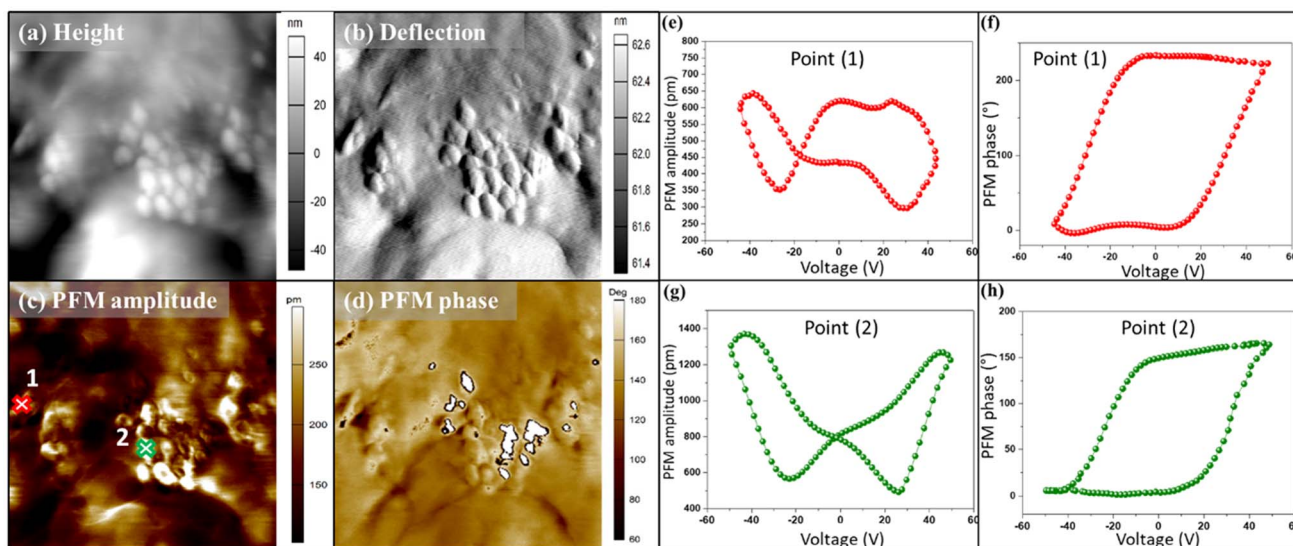 (a) Height
nm
40
20
0
-20
-40
(b) Deflection
nm
62.6
62.4
62.2
62.0
61.8
61.6
61.4
(c) PFM amplitude
1
2
pm
250
200
150
(d) PFM phase
Deg
180
160
140
120
100
80
60
(e)
Point (1)
PFM amplitude (pm)
800
750
700
650
600
550
500
450
400
350
300
250
200
-60 -40 -20 0 20 40 60
Voltage (V)
(f)
Point (1)
PFM phase (°)
200
100
0
-60 -40 -20 0 20 40 60
Voltage (V)
(g)
Point (2)
PFM amplitude (pm)
1400
1200
1000
800
600
400
-60 -40 -20 0 20 40 60
Voltage (V)
(h)
Point (2)
PFM phase (°)
200
150
100
50
0
-60 -40 -20 0 20 40 60
Voltage (V)